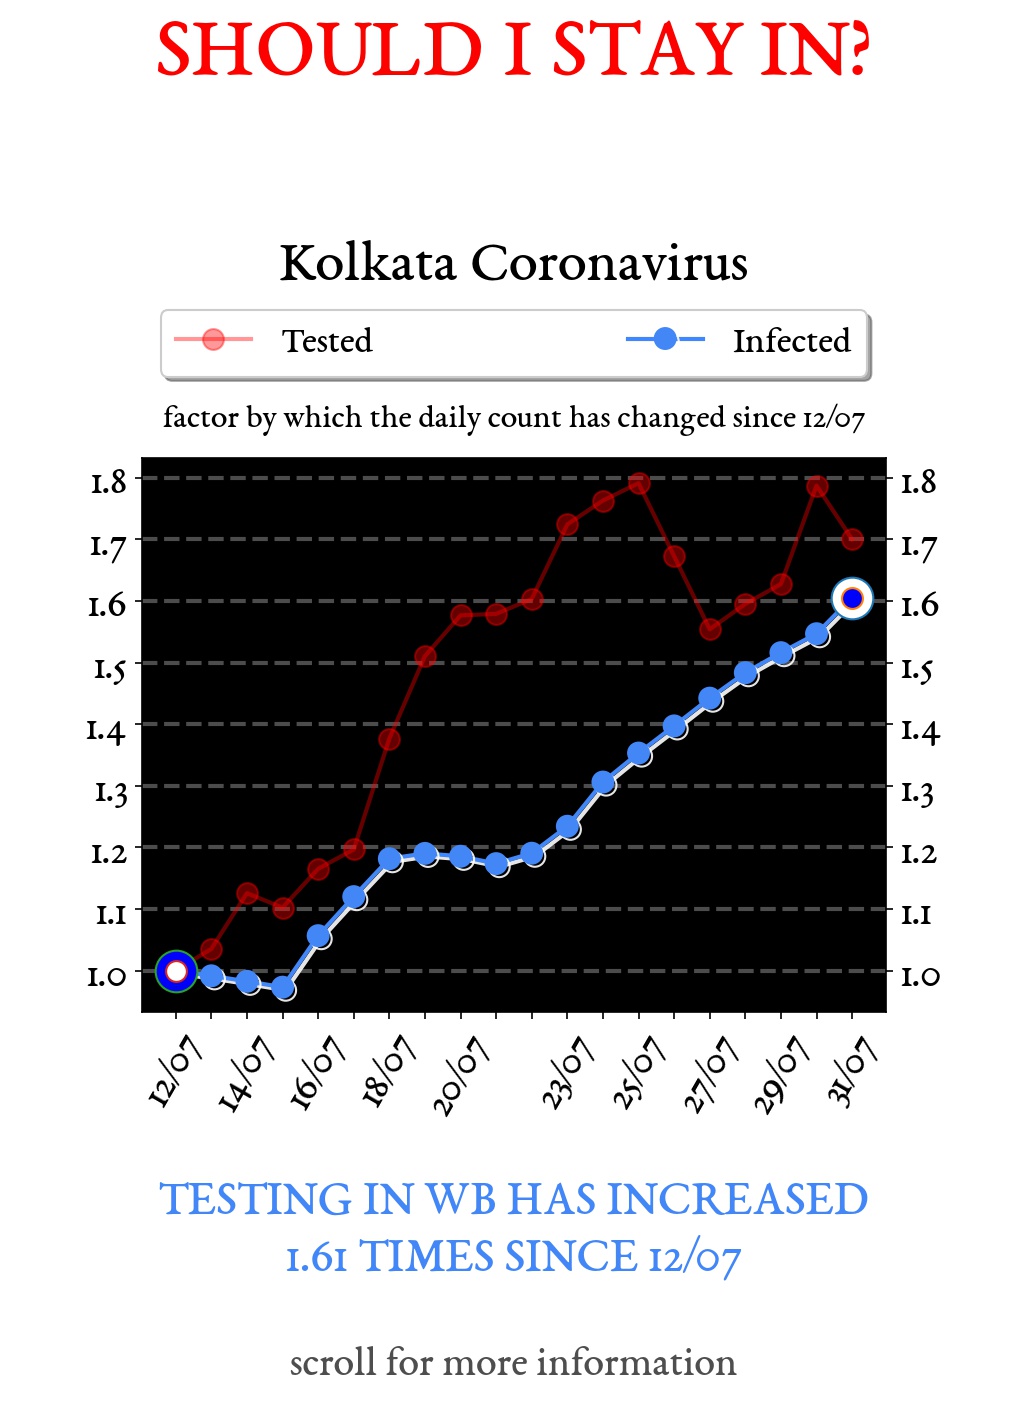 SHOULD I STAY IN?
Kolkata Coronavirus
Tested Infected
factor by which the daily count has changed since 12/07
1.8 1.8
1.7 1.7
1.6 1.6
1.5 1.5
1.4 1.4
1.3 1.3
1.2 1.2
1.1 1.1
1.0 1.0
12/07 14/07 16/07 18/07 20/07 23/07 25/07 27/07 29/07 31/07
TESTING IN WB HAS INCREASED
1.61 TIMES SINCE 12/07
scroll for more information